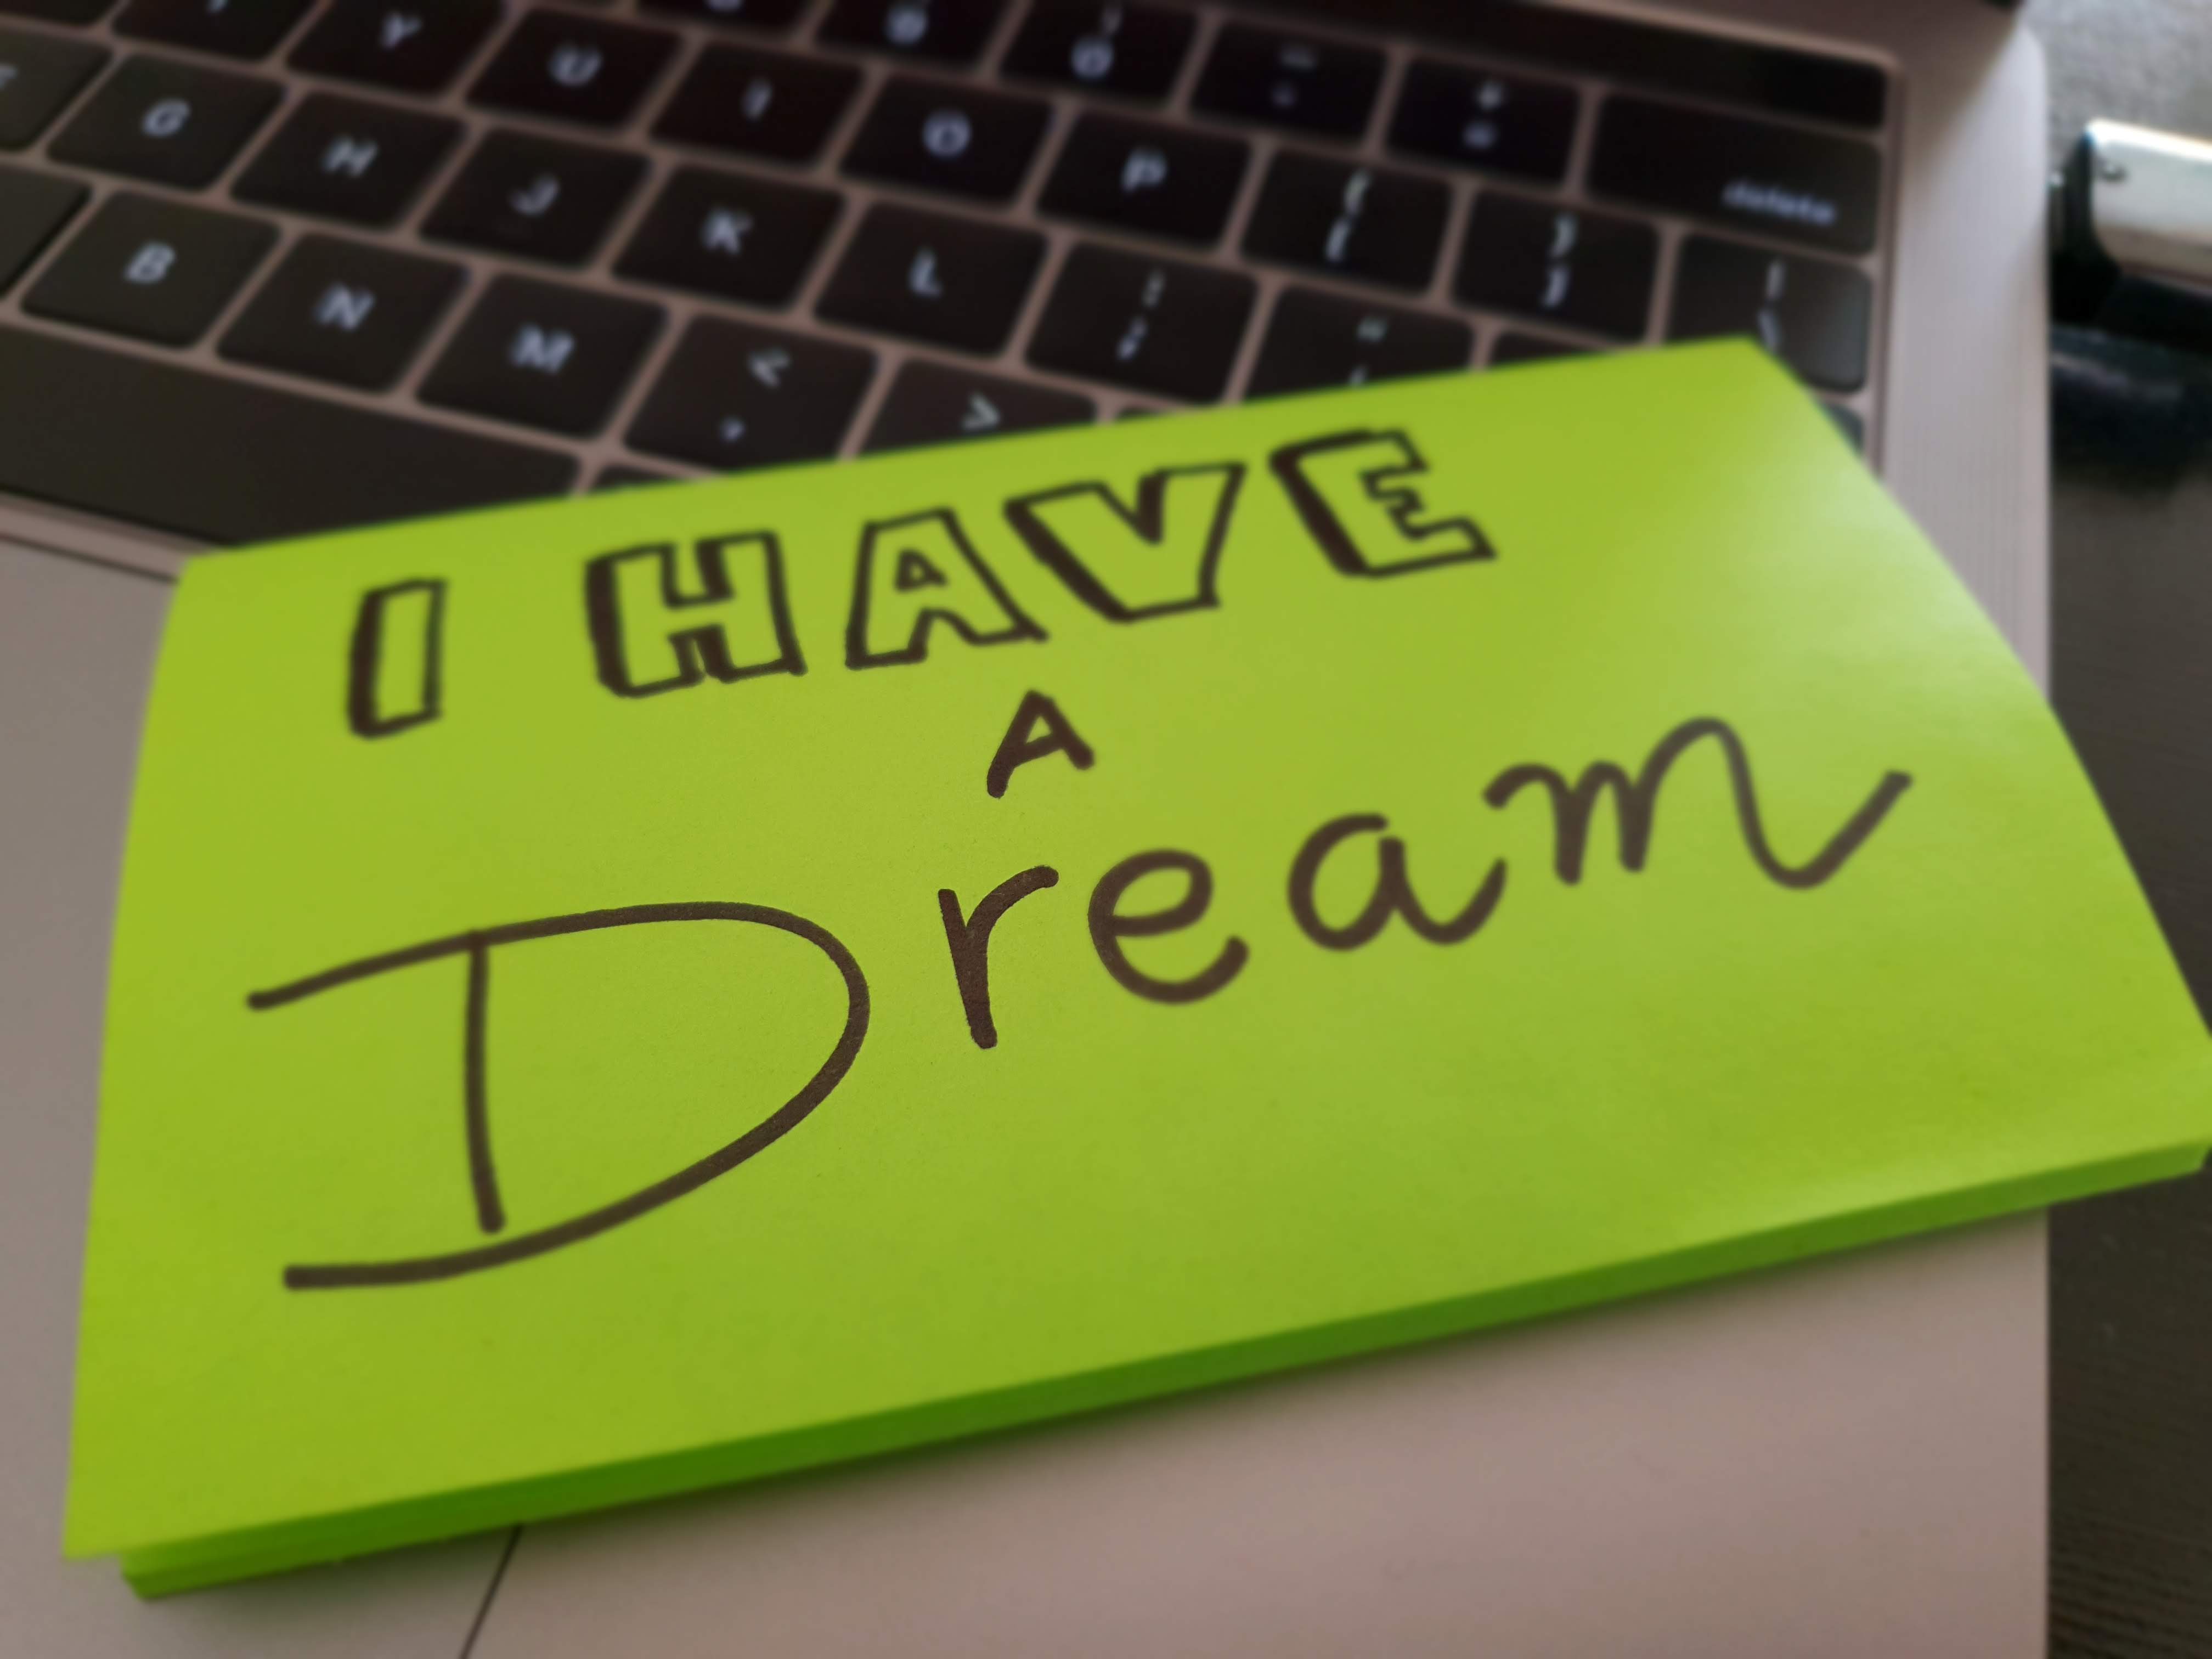 Y U I
G H J K L O P delete
B N M < >
I HAVE
A
Dream